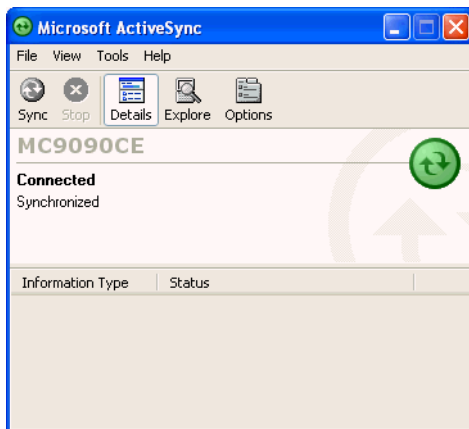 Microsoft ActiveSync
File View Tools Help
Sync Stop Details Explore Options
MC9090CE
Connected
Synchronized
Information Type Status